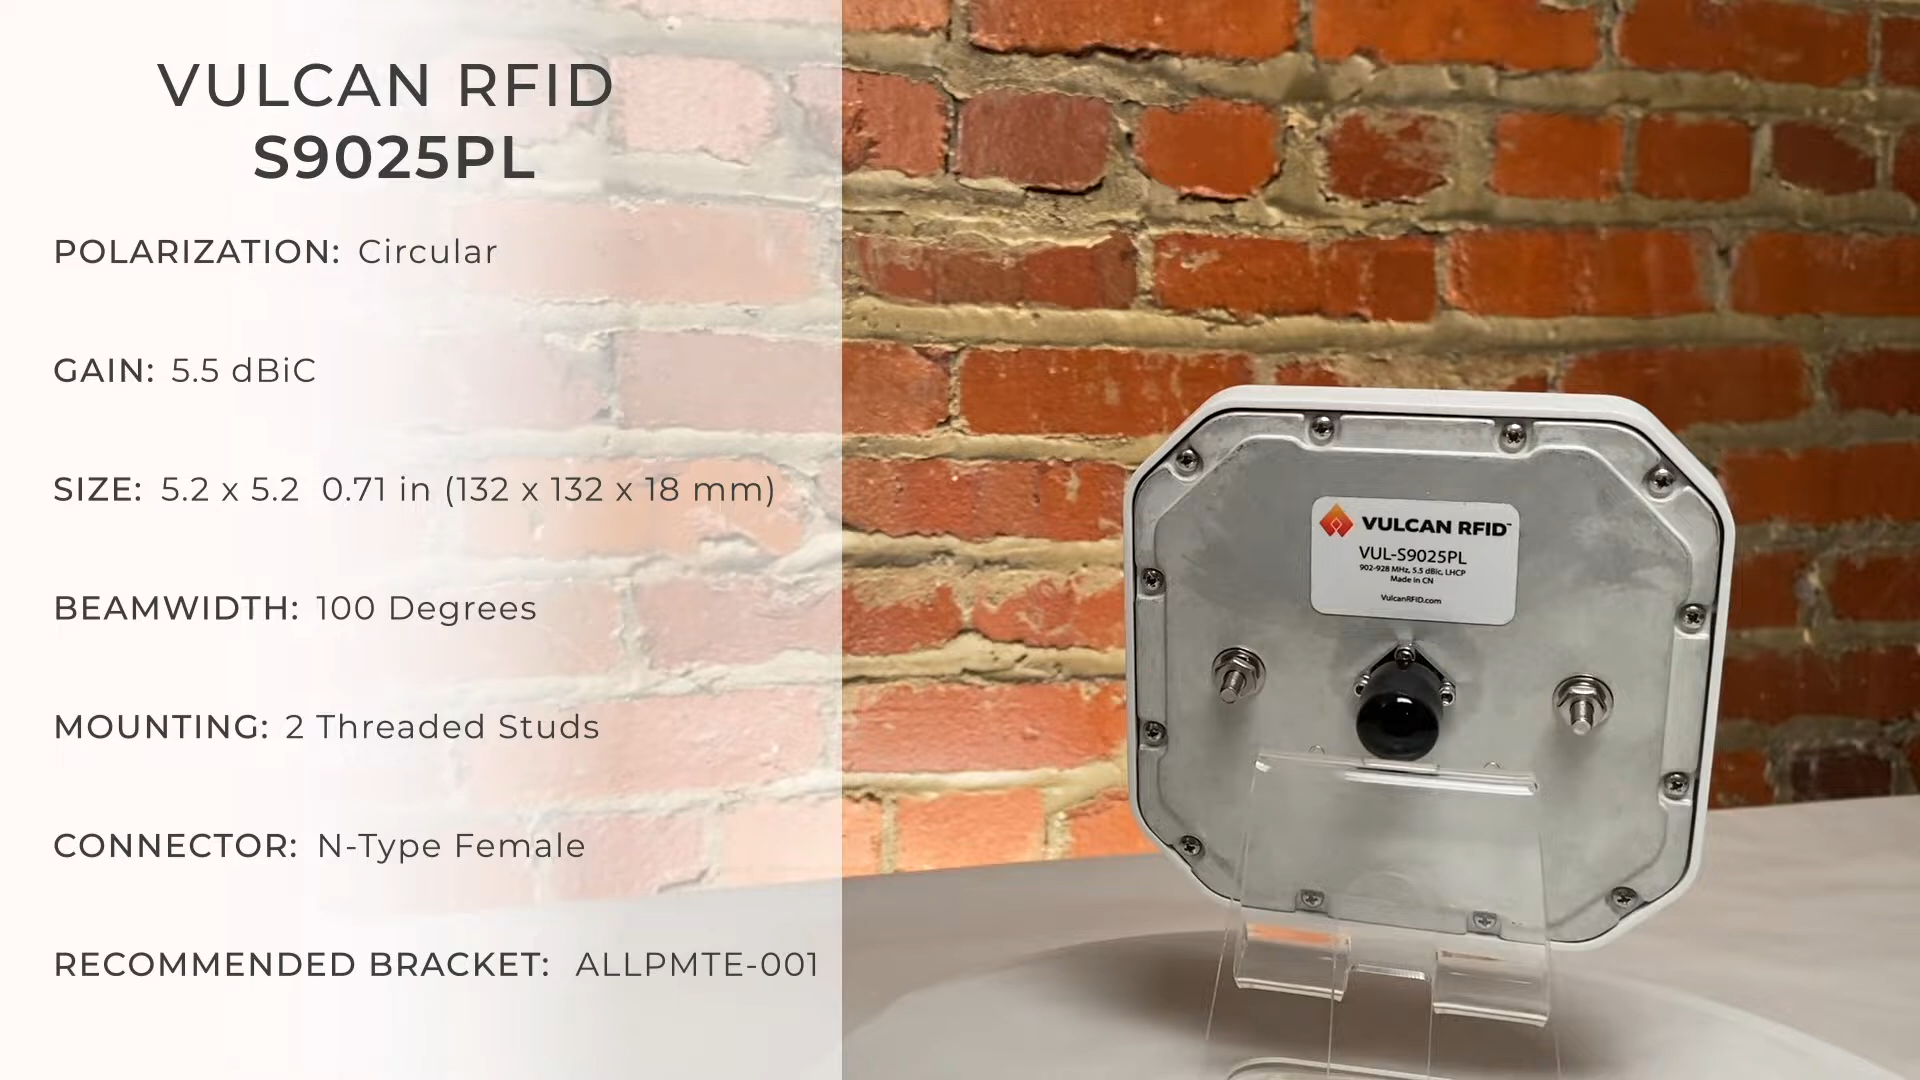 VULCAN RFID
S9025PL
POLARIZATION: Circular
GAIN: 5.5 dBiC
SIZE: 5.2 x 5.2  0.71 in (132 x 132 x 18 mm)
BEAMWIDTH: 100 Degrees
MOUNTING: 2 Threaded Studs
CONNECTOR: N-Type Female
RECOMMENDED BRACKET: ALLPMTE-001
VULCAN RFID™
VUL-S9025PL
902-928 MHz, 5.5 dBic, LHCP
Made in CN
VulcanRFID.com